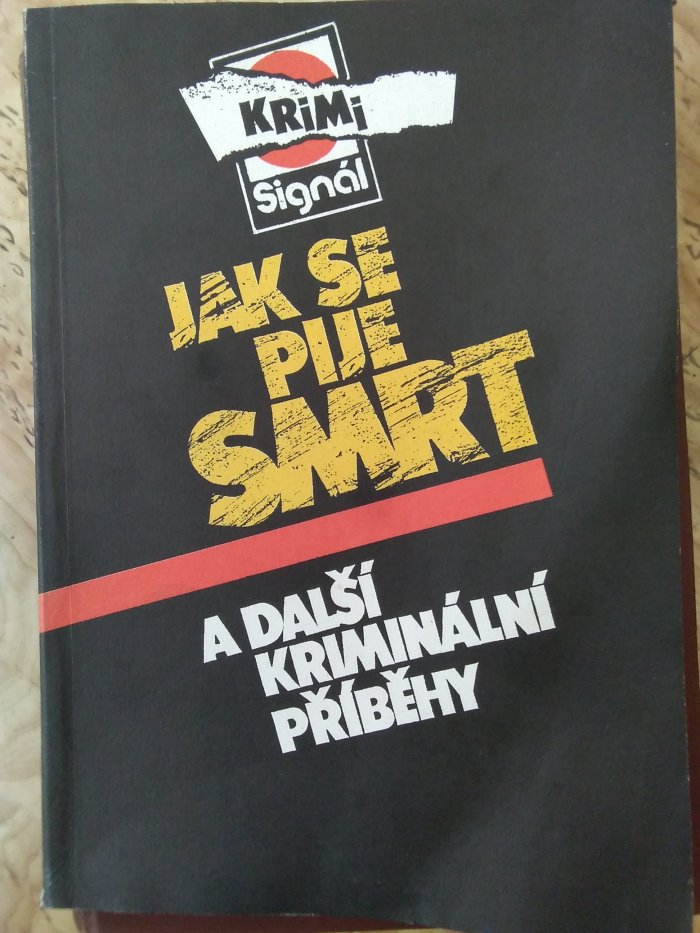 KRiMi
Signál
JAK SE
PIJE
SMRT
A DALŠÍ
KRIMINÁLNÍ
PŘÍBĚHY